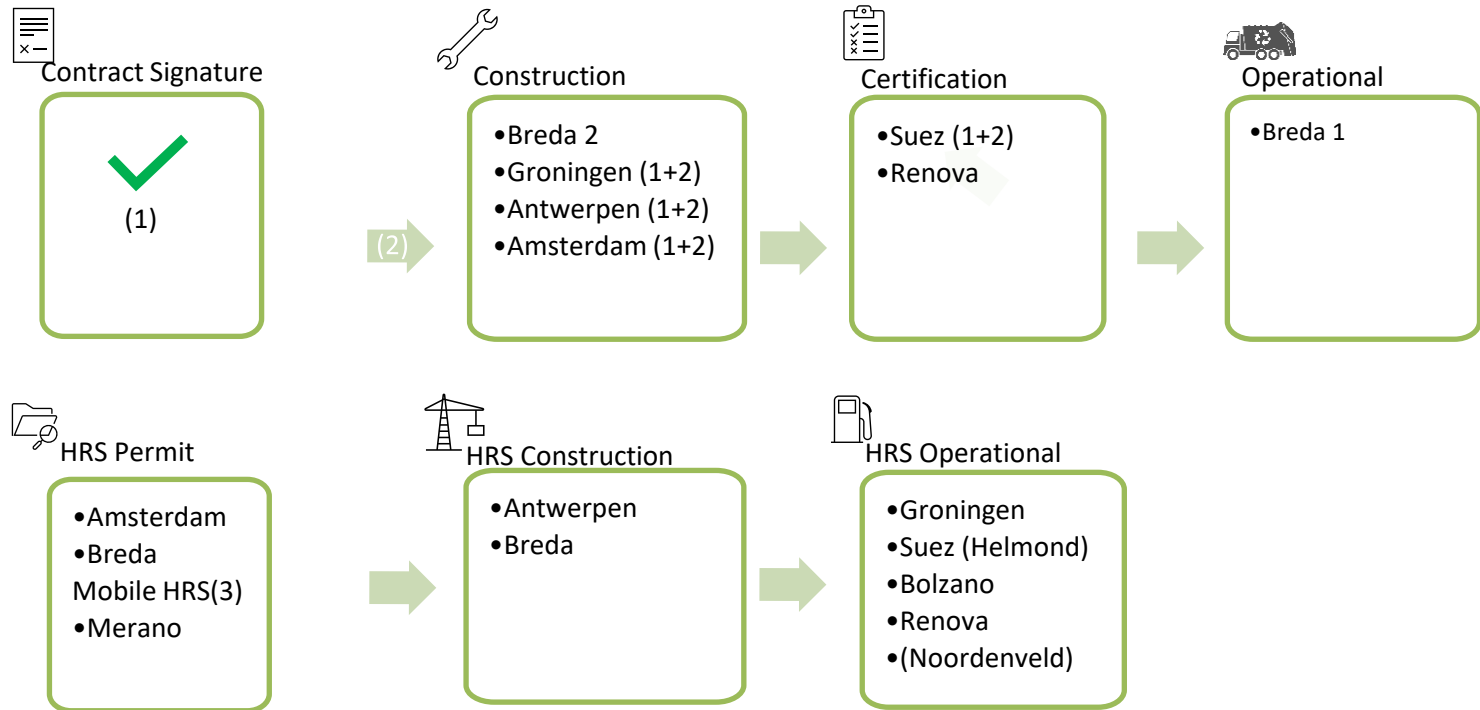 Contract Signature
(1)
(2)
Construction
•Breda 2
•Groningen (1+2)
•Antwerpen (1+2)
•Amsterdam (1+2)
Certification
•Suez (1+2)
•Renova
Operational
•Breda 1
HRS Permit
•Amsterdam
•Breda
Mobile HRS(3)
•Merano
HRS Construction
•Antwerpen
•Breda
HRS Operational
•Groningen
•Suez (Helmond)
•Bolzano
•Renova
•(Noordenveld)